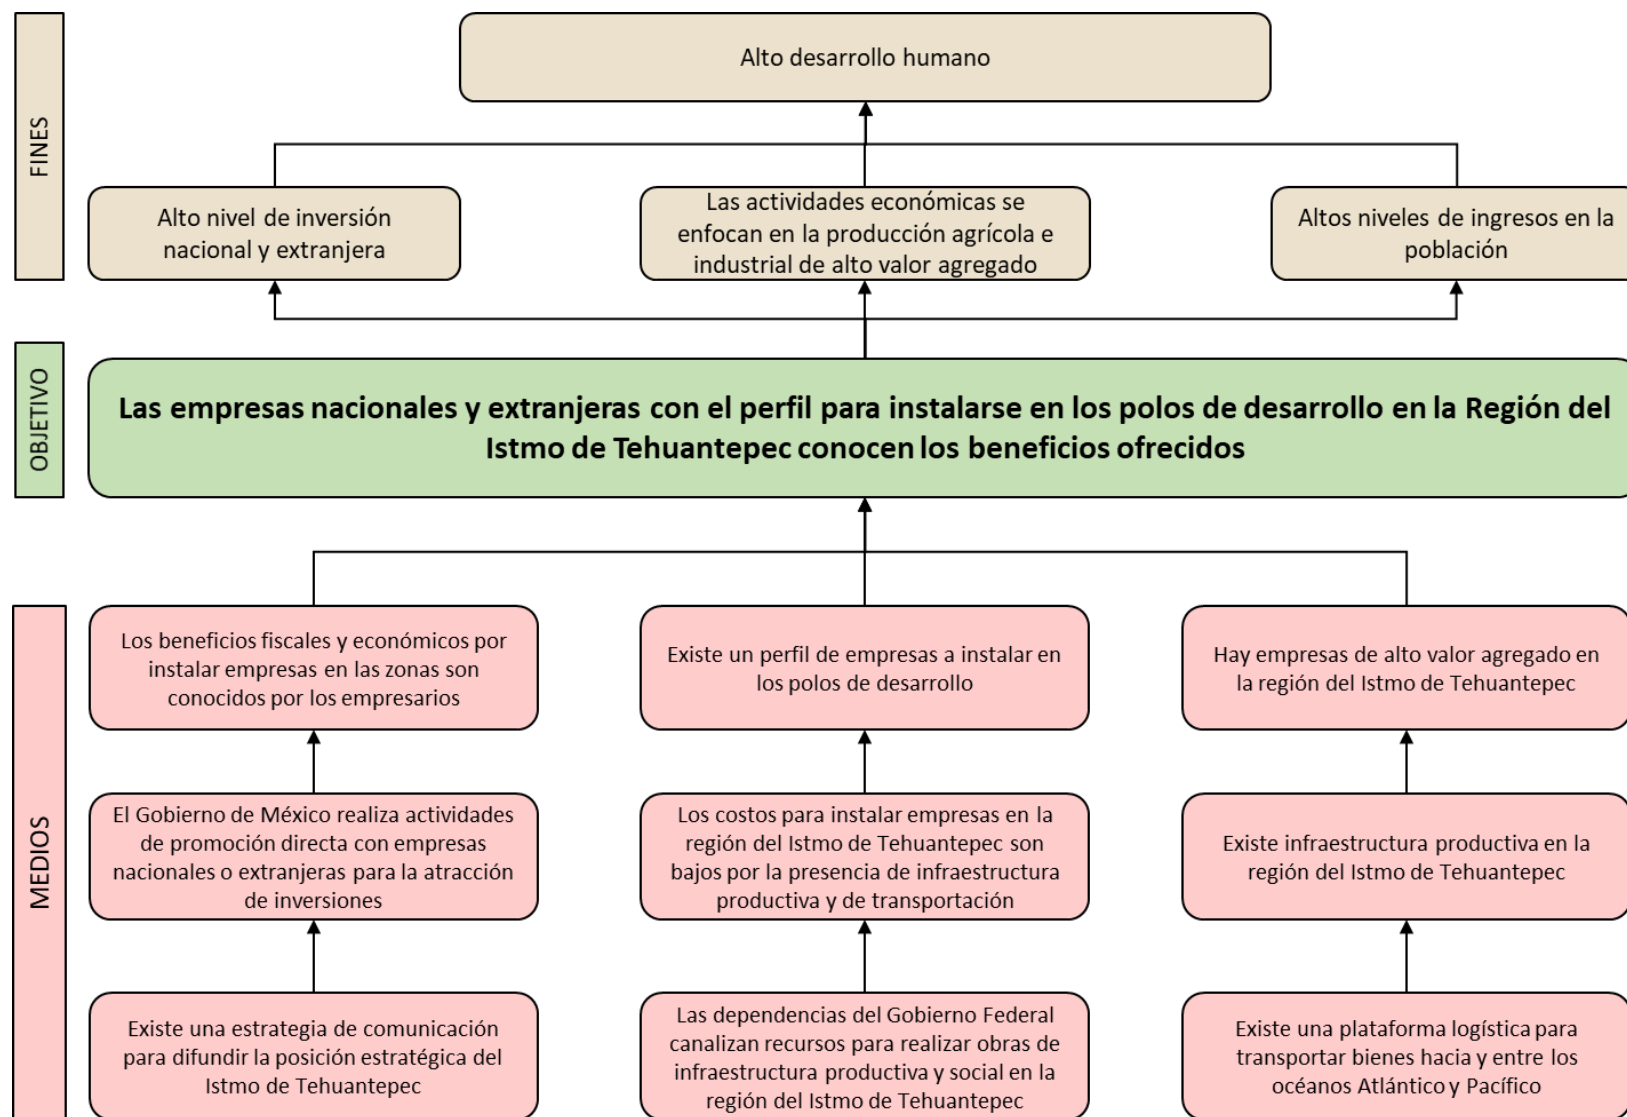 FINES
Alto desarrollo humano
Alto nivel de inversión
nacional y extranjera
Las actividades económicas se
enfocan en la producción agrícola e
industrial de alto valor agregado
Altos niveles de ingresos en la
población
OBJETIVO
Las empresas nacionales y extranjeras con el perfil para instalarse en los polos de desarrollo en la Región del
Istmo de Tehuantepec conocen los beneficios ofrecidos
MEDIOS
Los beneficios fiscales y económicos por
instalar empresas en las zonas son
conocidos por los empresarios
Existe un perfil de empresas a instalar en
los polos de desarrollo
Hay empresas de alto valor agregado en
la región del Istmo de Tehuantepec
El Gobierno de México realiza actividades
de promoción directa con empresas
nacionales o extranjeras para la atracción
de inversiones
Los costos para instalar empresas en la
región del Istmo de Tehuantepec son
bajos por la presencia de infraestructura
productiva y de transportación
Existe infraestructura productiva en la
región del Istmo de Tehuantepec
Existe una estrategia de comunicación
para difundir la posición estratégica del
Istmo de Tehuantepec
Las dependencias del Gobierno Federal
canalizan recursos para realizar obras de
infraestructura productiva y social en la
región del Istmo de Tehuantepec
Existe una plataforma logística para
transportar bienes hacia y entre los
océanos Atlántico y Pacífico